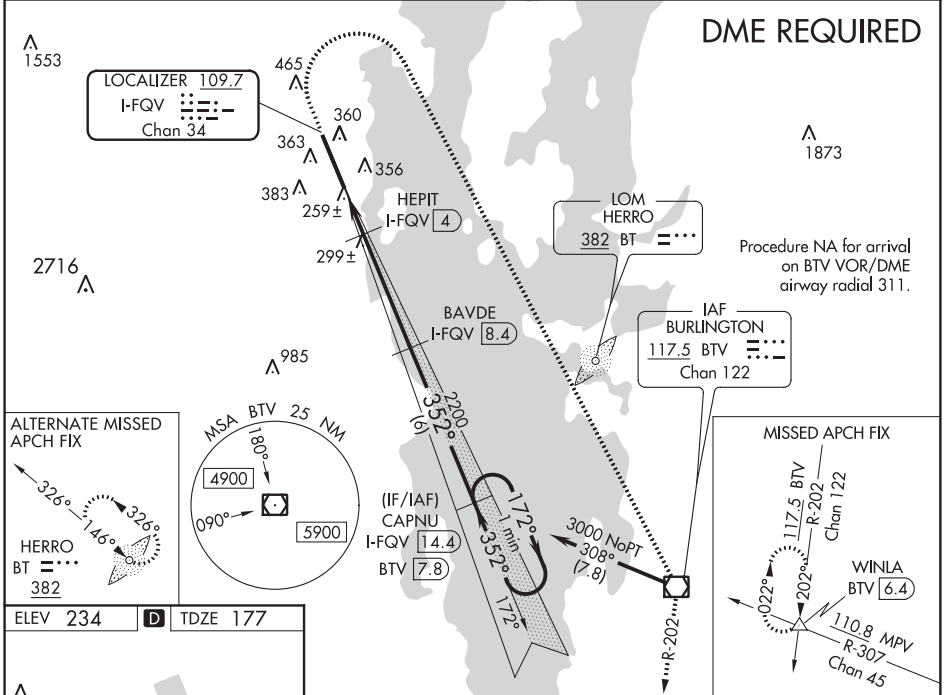 DME REQUIRED
1553
465
LOCALIZER 109.7
I-FQV
Chan 34
360
363
356
383
259±
299±
1873
HEPIT
I-FQV 4
LOM
HERRO
382 BT
Procedure NA for arrival
on BTV VOR/DME
airway radial 311.
2716
BAVDE
I-FQV 8.4
IAF
BURLINGTON
117.5 BTV
Chan 122
985
2200
352°
(6)
ALTERNATE MISSED
APCH FIX
326°
146°
326°
HERRO
BT
382
MSA BTV 25 NM
180°
4900
090°
5900
(IF/IAF)
CAPNU
I-FQV 14.4
BTV 7.8
172°
1 min
352°
172°
3000 NoPT
308°
(7.8)
R-202
MISSED APCH FIX
117.5 BTV
R-202
Chan 122
WINLA
BTV 6.4
022°
202°
110.8 MPV
R-307
Chan 45
ELEV 234 D TDZE 177